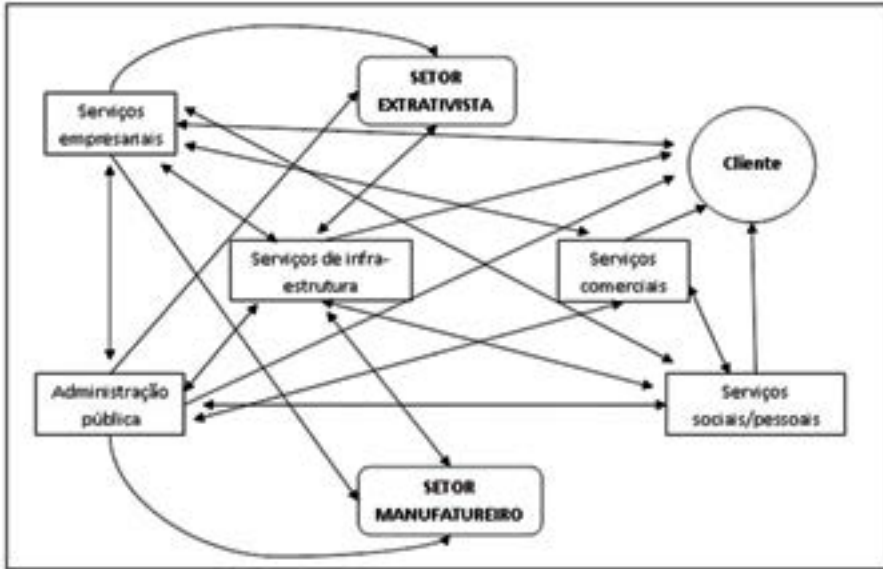 SETOR
EXTRATIVISTA
Serviços
empresariais
Cliente
Serviços de infra-
estrutura
Serviços
comerciais
Administração
pública
Serviços
sociais/pessoais
SETOR
MANUFATUREIRO